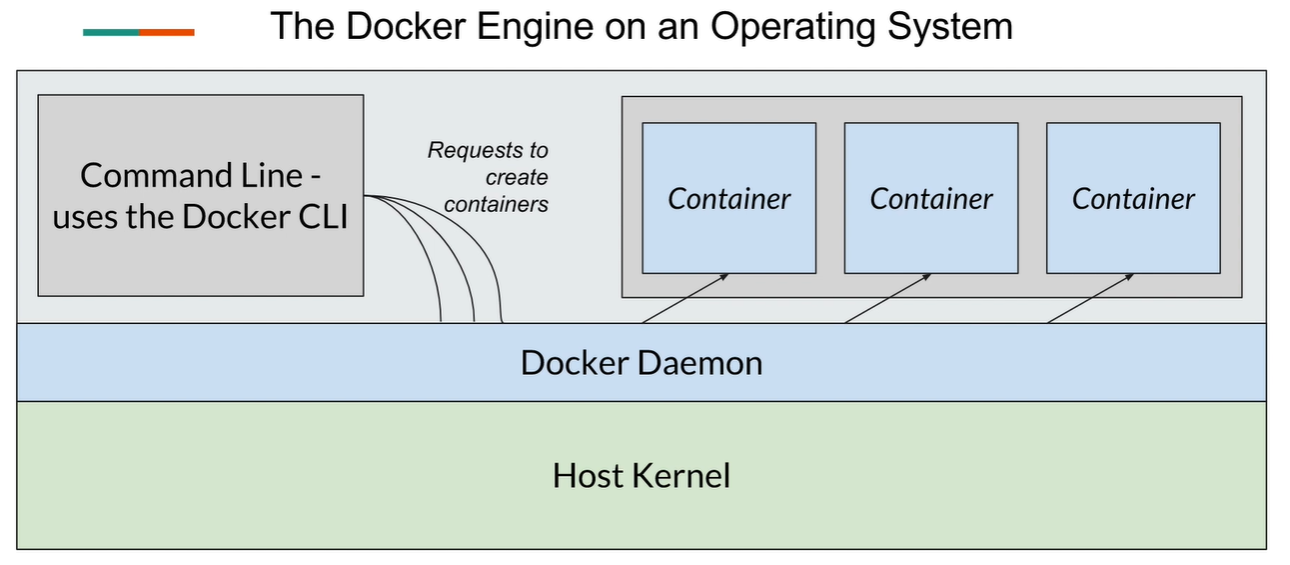 The Docker Engine on an Operating System
Command Line -
uses the Docker CLI
Requests to
create
containers
Container
Container
Container
Docker Daemon
Host Kernel